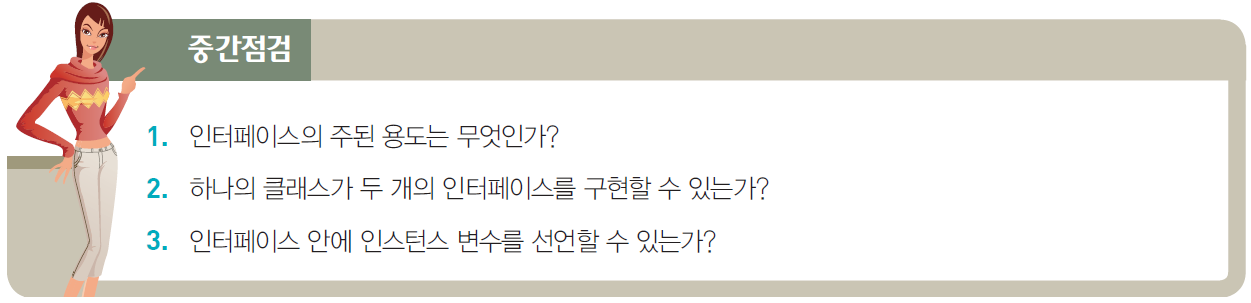 중간점검
1. 인터페이스의 주된 용도는 무엇인가?
2. 하나의 클래스가 두 개의 인터페이스를 구현할 수 있는가?
3. 인터페이스 안에 인스턴스 변수를 선언할 수 있는가?